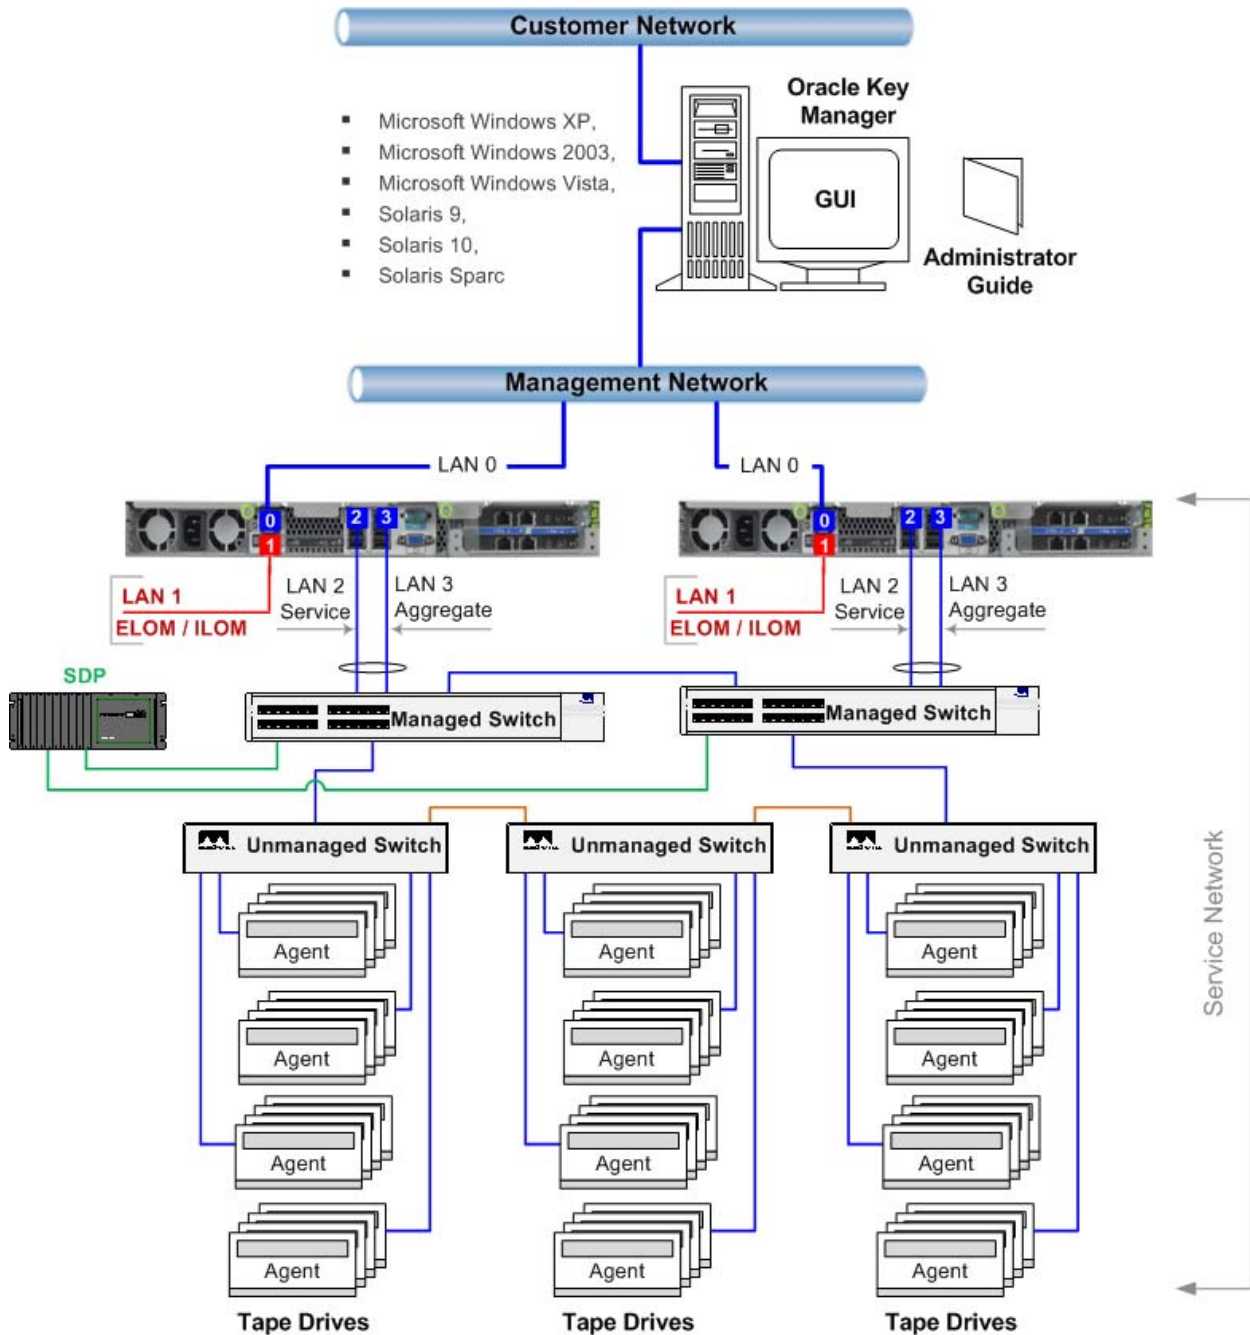 Customer Network
Oracle Key
Manager
Microsoft Windows XP,
Microsoft Windows 2003,
Microsoft Windows Vista,
Solaris 9,
Solaris 10,
Solaris Sparc
GUI
Administrator
Guide
Management Network
LAN 0
LAN 0
0
1
2
3
0
1
2
3
LAN 1
ELOM / ILOM
LAN 2
Service
LAN 3
Aggregate
LAN 1
ELOM / ILOM
LAN 2
Service
LAN 3
Aggregate
SDP
Managed Switch
Managed Switch
Unmanaged Switch
Unmanaged Switch
Unmanaged Switch
Agent
Agent
Agent
Agent
Agent
Agent
Agent
Agent
Agent
Agent
Agent
Agent
Tape Drives
Tape Drives
Tape Drives
Service Network